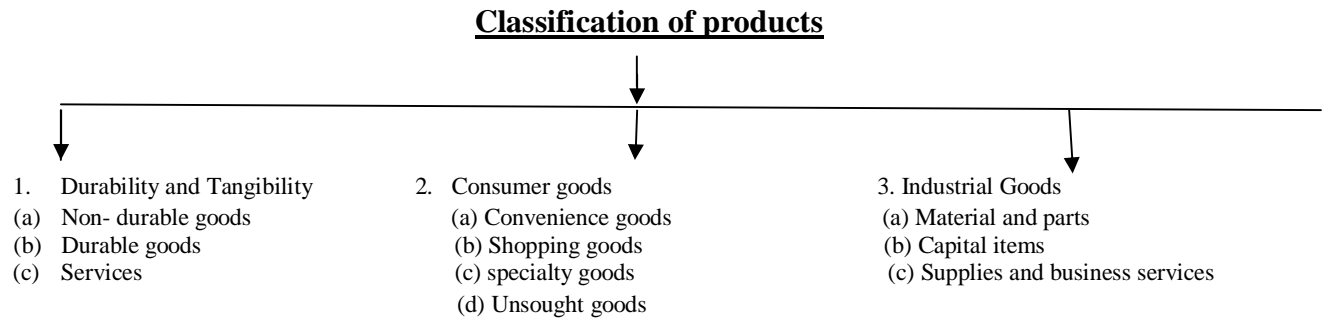 Classification of products
1. Durability and Tangibility
(a) Non- durable goods
(b) Durable goods
(c) Services
2. Consumer goods
(a) Convenience goods
(b) Shopping goods
(c) specialty goods
(d) Unsought goods
3. Industrial Goods
(a) Material and parts
(b) Capital items
(c) Supplies and business services